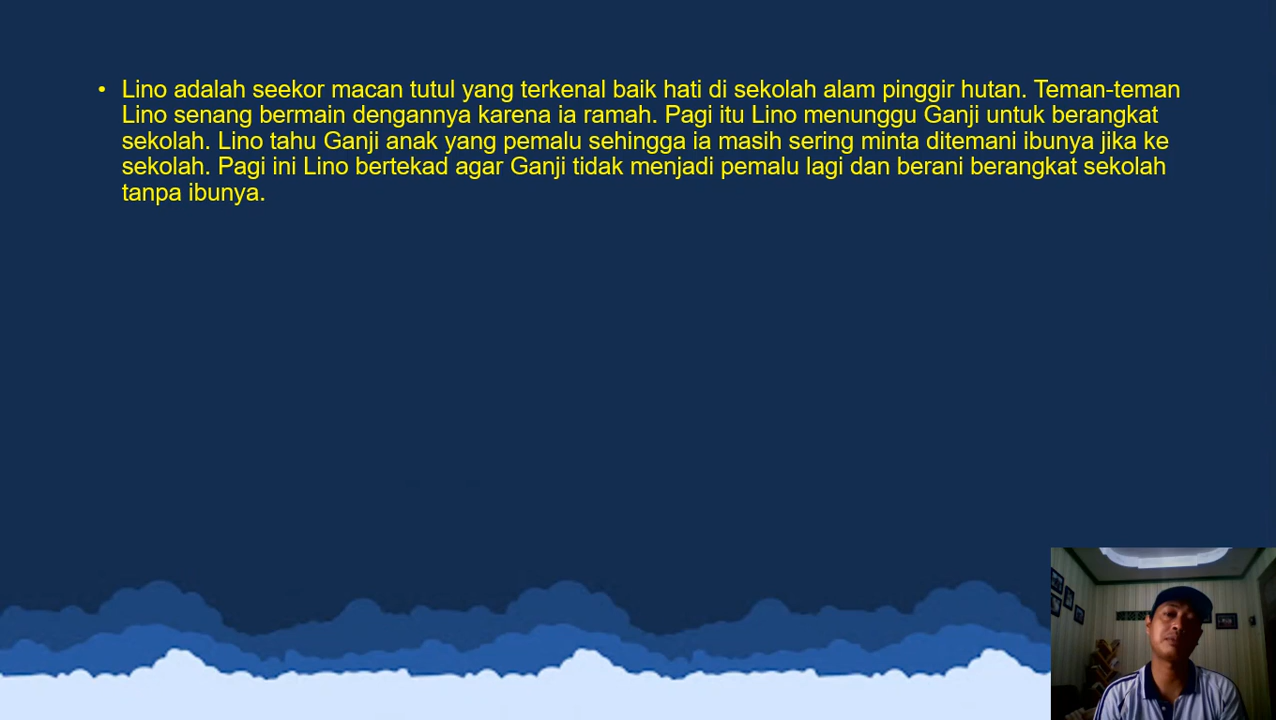 • Lino adalah seekor macan tutul yang terkenal baik hati di sekolah alam pinggir hutan. Teman-teman
Lino senang bermain dengannya karena ia ramah. Pagi itu Lino menunggu Ganji untuk berangkat
sekolah. Lino tahu Ganji anak yang pemalu sehingga ia masih sering minta ditemani ibunya jika ke
sekolah. Pagi ini Lino bertekad agar Ganji tidak menjadi pemalu lagi dan berani berangkat sekolah
tanpa ibunya.